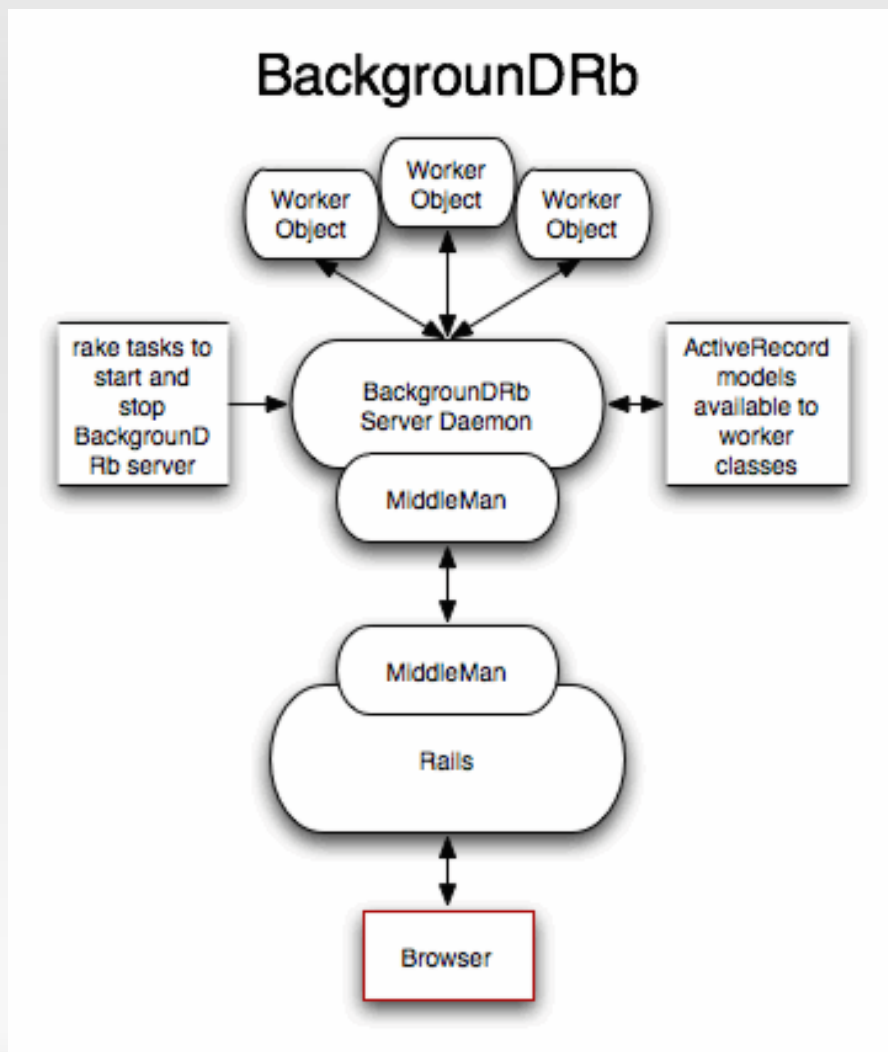 BackgrounDRb
Worker
Object
Worker
Object
Worker
Object
rake tasks to
start and
stop
BackgrounD
Rb server
BackgrounDRb
Server Daemon
ActiveRecord
models
available to
worker
classes
MiddleMan
MiddleMan
Rails
Browser